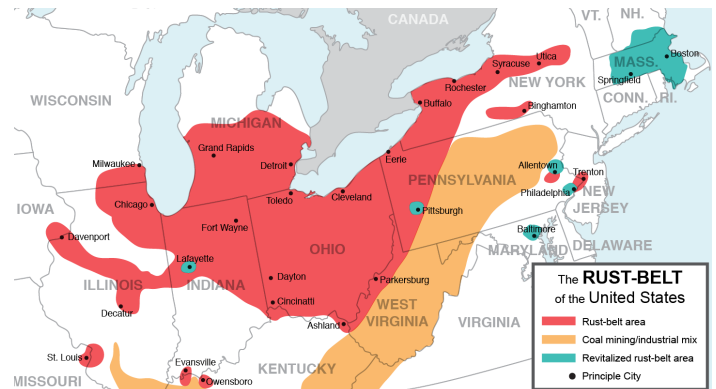 CANADA
VT.
NH.
Boston
MASS.
Springfield
CONN.
RI.
Utica
Syracuse
NEW YORK
Rochester
Buffalo
Binghamton
WISCONSIN
MICHIGAN
Grand Rapids
Milwaukee
Detroit
Eerie
Allentown
Trenton
PENNSYLVANIA
Philadelphia
NEW
JERSEY
Chicago
Toledo
Cleveland
Pittsburgh
IOWA
Fort Wayne
Davenport
OHIO
Baltimore
MARYLAND
DELAWARE
Lafayette
ILLINOIS
INDIANA
Dayton
Parkersburg
Decatur
Cincinatti
WEST
VIRGINIA
Ashland
VIRGINIA
St. Louis
Evansville
KENTUCKY
Owensboro
MISSOURI
The RUST-BELT
of the United States
Rust-belt area
Coal mining/industrial mix
Revitalized rust-belt area
Principle City